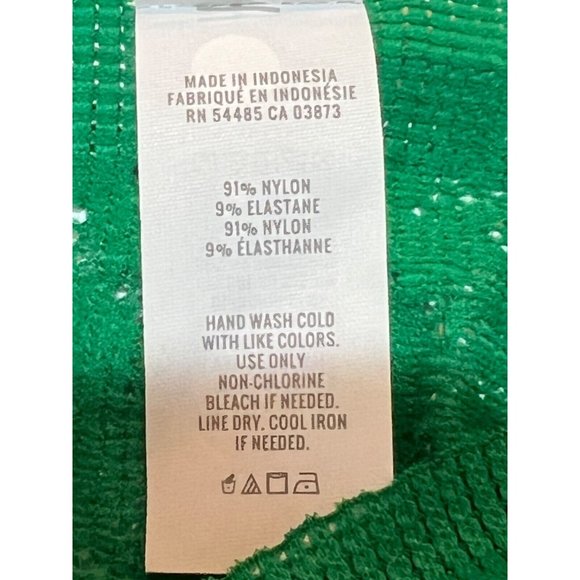 MADE IN INDONESIA
FABRIQUÉ EN INDONÉSIE
RN 54485 CA 03873
91% NYLON
9% ELASTANE
91% NYLON
9% ÉLASTHANNE
HAND WASH COLD
WITH LIKE COLORS.
USE ONLY
NON-CHLORINE
BLEACH IF NEEDED.
LINE DRY. COOL IRON
IF NEEDED.